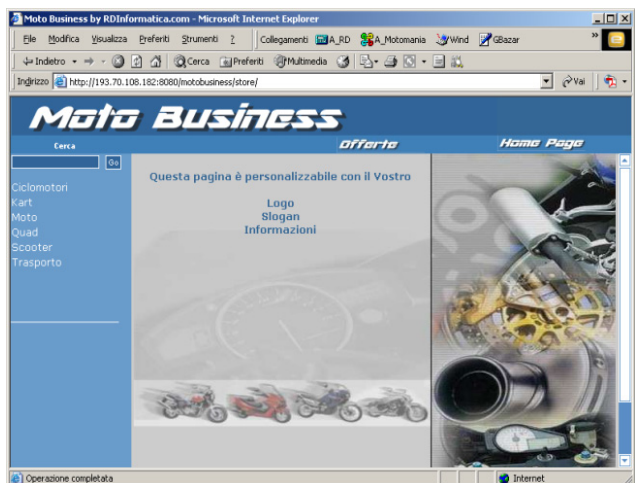 Moto Business by RDInformatica.com - Microsoft Internet Explorer
File Modifica Visualizza Preferiti Strumenti ? Collegamenti A_RD A_Motomania Wind GBazar »
Indietro Cerca Preferiti Multimedia
Indirizzo http://193.70.108.182:8080/motobusiness/store/ Vai
Moto Business
Cerca Offerte Home Page
Go
Questa pagina è personalizzabile con il Vostro
Logo
Slogan
Informazioni
Ciclomotori
Kart
Moto
Quad
Scooter
Trasporto
Operazione completata Internet